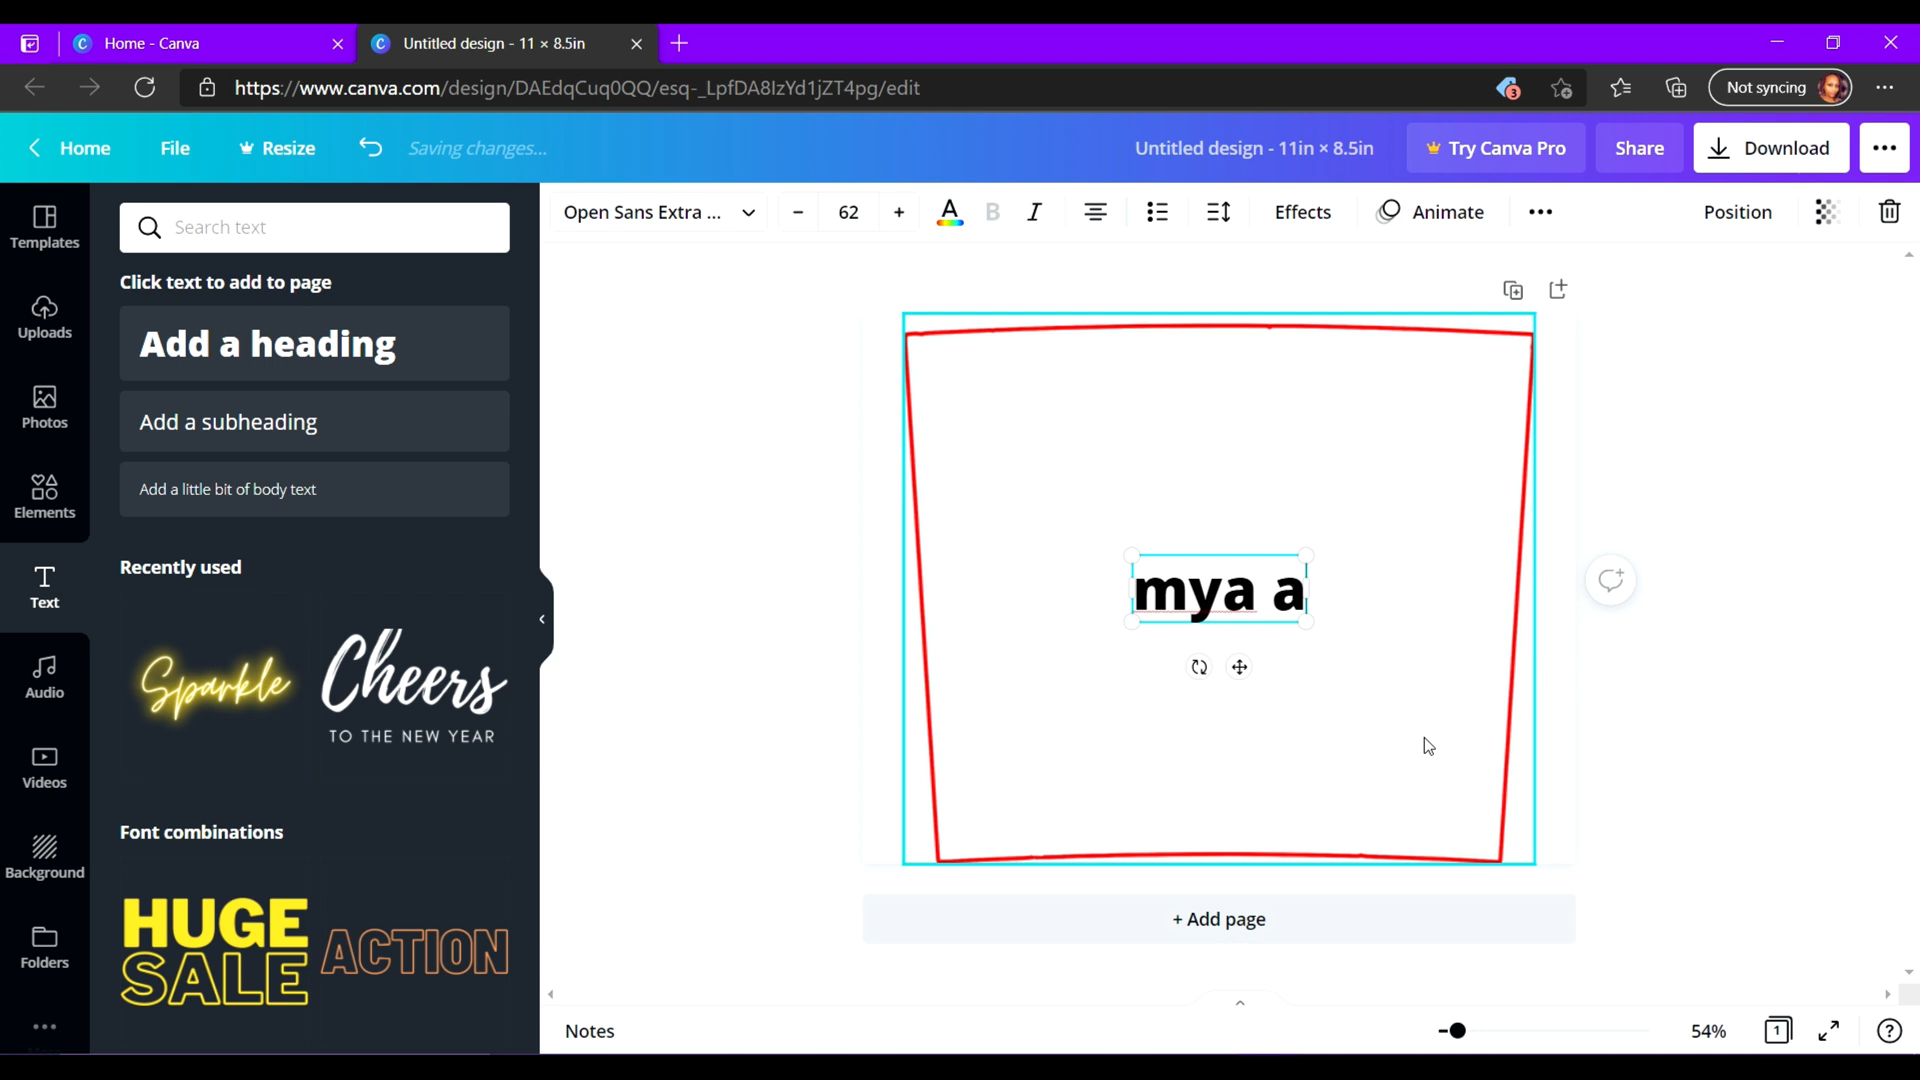 Home - Canva
Untitled design - 11 × 8.5in
https://www.canva.com/design/DAEdqCuq0QQ/esq-_LpfDA8IzYd1jZT4pg/edit
3
Not syncing
Home
File
Resize
Saving changes...
Untitled design - 11in × 8.5in
Try Canva Pro
Share
Download
Templates
Uploads
Photos
Elements
Text
Audio
Videos
Background
Folders
Search text
Click text to add to page
Add a heading
Add a subheading
Add a little bit of body text
Recently used
Sparkle
Cheers
TO THE NEW YEAR
Font combinations
HUGE
SALE
ACTION
Open Sans Extra ...
- 62 +
A B I
Effects
Animate
Position
mya a
+ Add page
Notes
54%
1
?